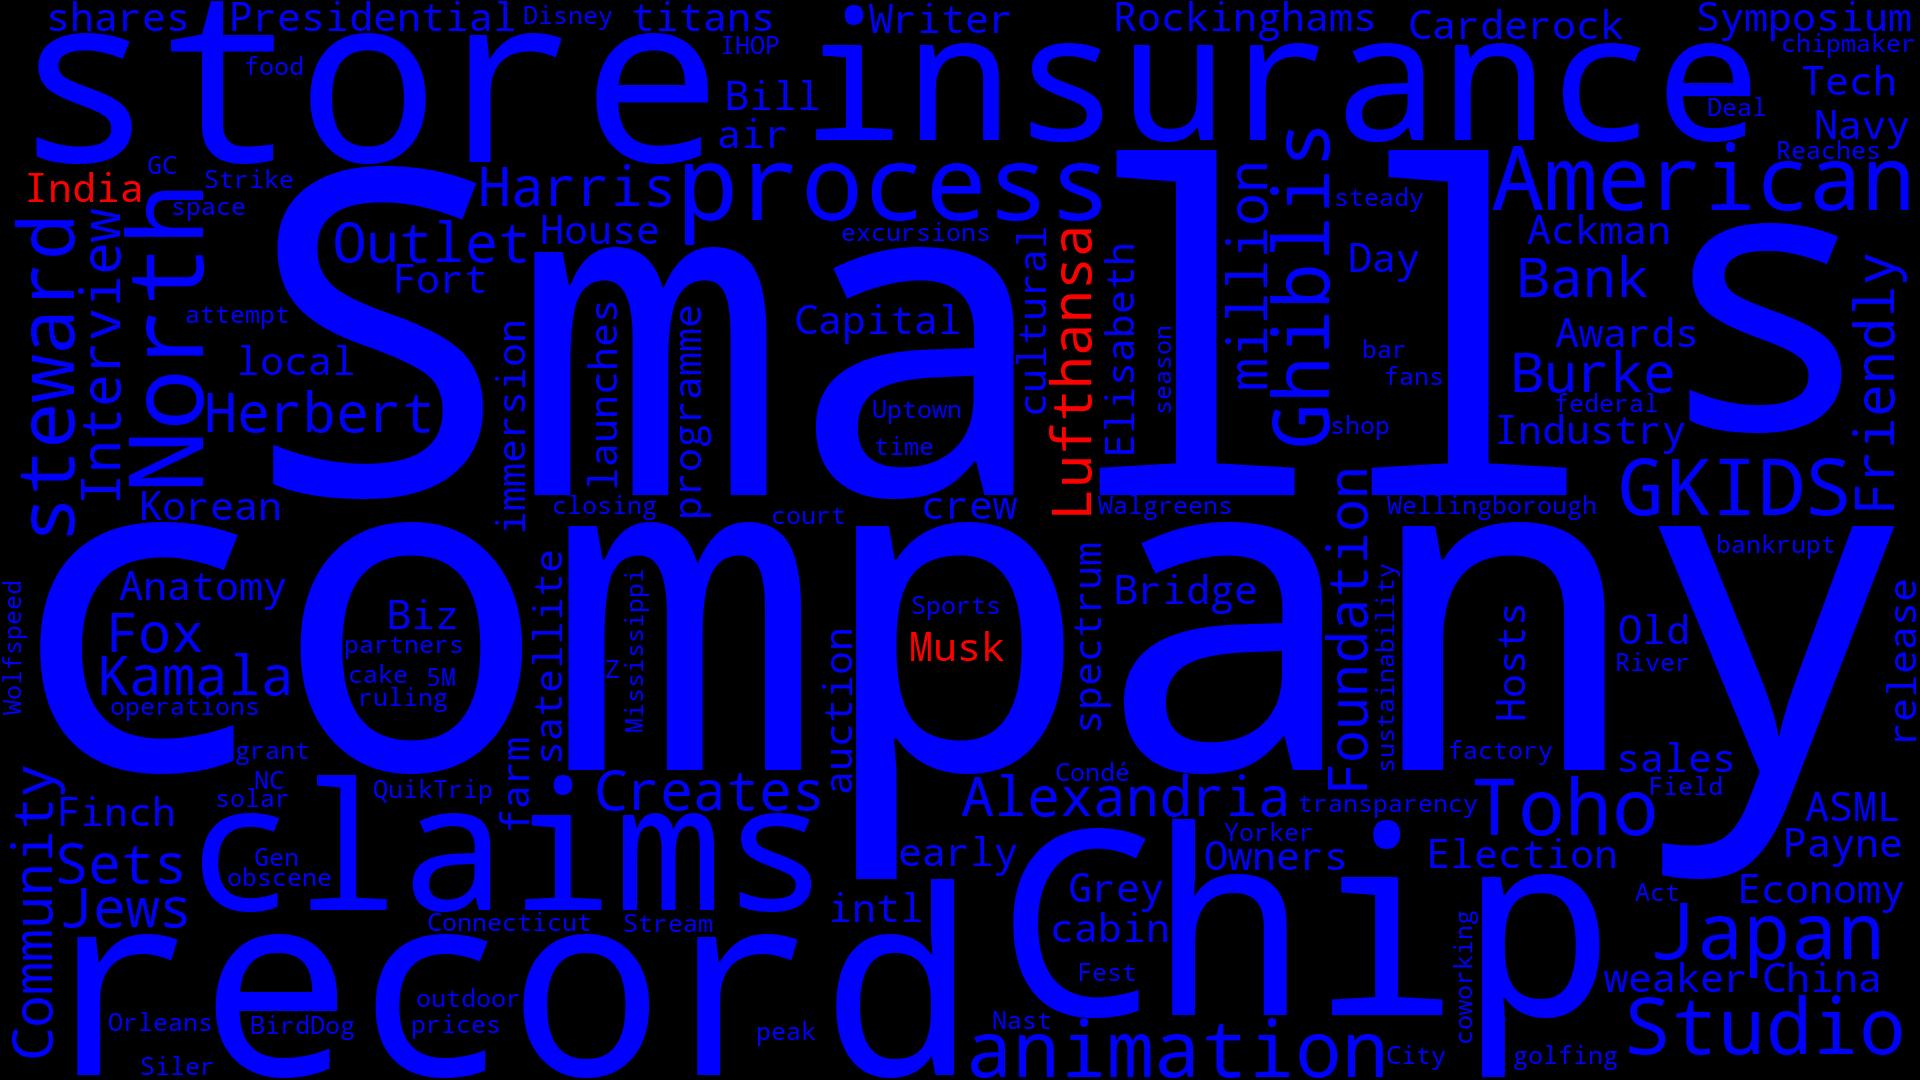 shares
Presidential
Disney
titans
Writer
Rockinghams
Carderock
Symposium
store
insurance
food
IHOP
chipmaker
Bill
Tech
Deal
air
Navy
India
GC
Strike
space
Harris
process
million
Ghiblis
steady
American
Reaches
steward
Interview
North
Outlet
House
Fort
excursions
cultural
Lufthansa
Elisabeth
Day
Ackman
Bank
Smalls
attempt
local
Herbert
immersion
launches
programme
Capital
Uptown
time
season
bar
fans
shop
Awards
Burke
federal
Industry
Friendly
GKIDS
Korean
closing
court
crew
Walgreens
Wellingborough
bankrupt
company
Wolfspeed
Anatomy
Fox
Kamala
operations
Biz
partners
cake
5M
ruling
satellite
Z
Mississippi
auction
Sports
Musk
spectrum
Bridge
Foundation
sustainability
Hosts
factory
Old
River
release
sales
Field
grant
NC
solar
QuikTrip
farm
Creates
Condé
Alexandria
transparency
Toho
ASML
Payne
Community
Finch
Sets
Jews
claims
Gen
obscene
early
Yorker
Owners
Election
Chip
Grey
cabin
Fest
intl
Connecticut
Stream
Act
Economy
Japan
weaker
China
record
Orleans
BirdDog
outdoor
prices
peak
Siler
Nast
animation
City
coworking
golfing
Studio